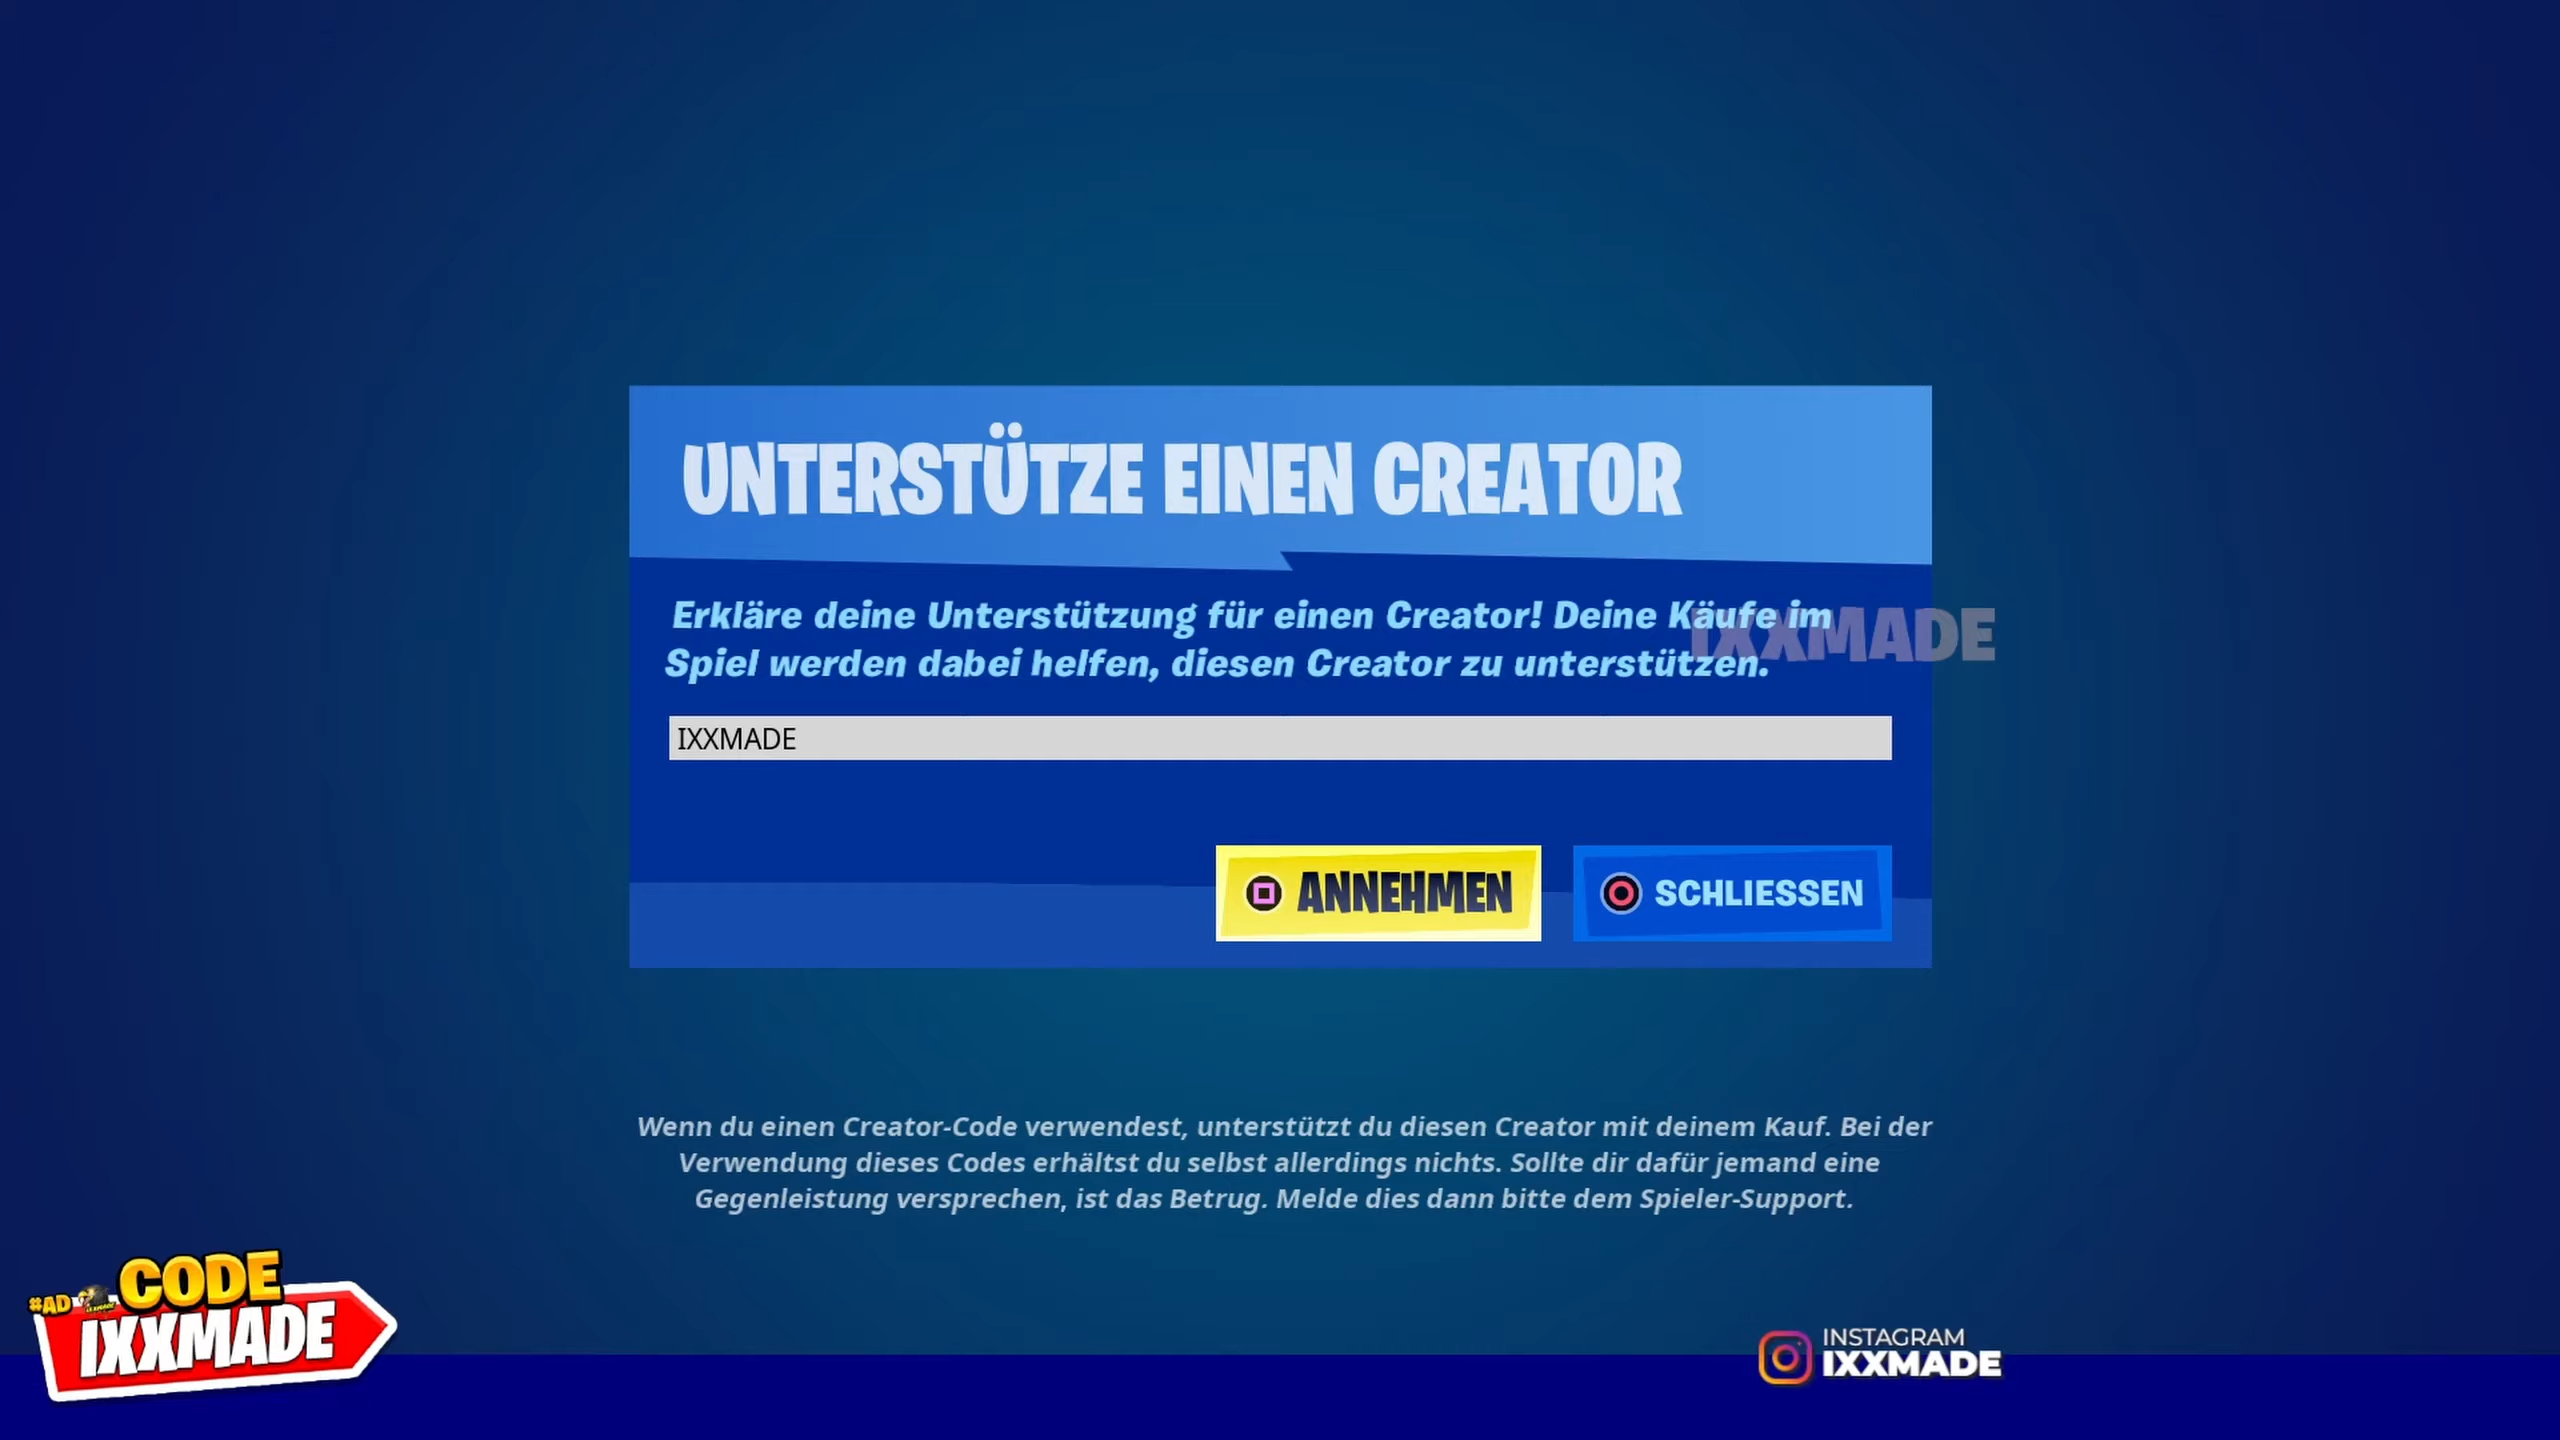 UNTERSTÜTZE EINEN CREATOR
Erkläre deine Unterstützung für einen Creator! Deine Käufe im
Spiel werden dabei helfen, diesen Creator zu unterstützen.
IXXMADE
IXXMADE
ANNEHMEN
SCHLIESSEN
Wenn du einen Creator-Code verwendest, unterstützt du diesen Creator mit deinem Kauf. Bei der
Verwendung dieses Codes erhältst du selbst allerdings nichts. Sollte dir dafür jemand eine
Gegenleistung versprechen, ist das Betrug. Melde dies dann bitte dem Spieler-Support.
#AD
CODE
IXXMADE
INSTAGRAM
IXXMADE